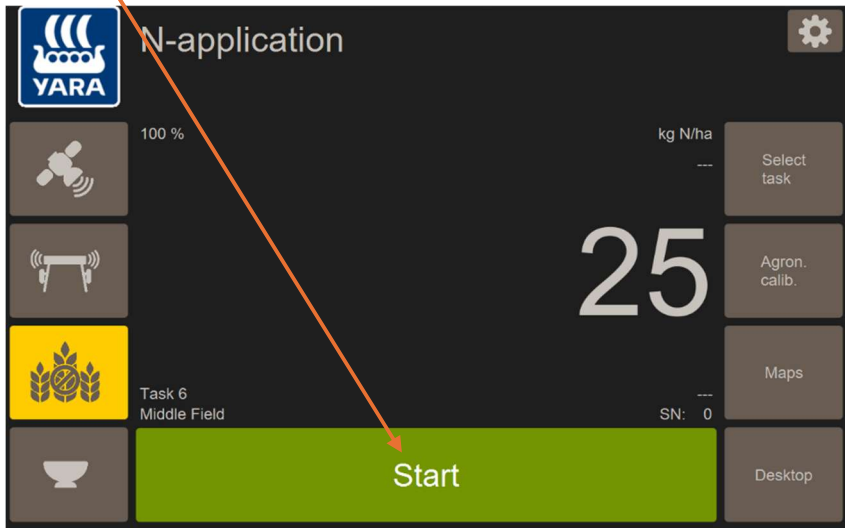 YARA
N-application
100 %
kg N/ha
---
Select
task
25
Agron.
calib.
Maps
Task 6
---
Middle Field
SN: 0
Start
Desktop